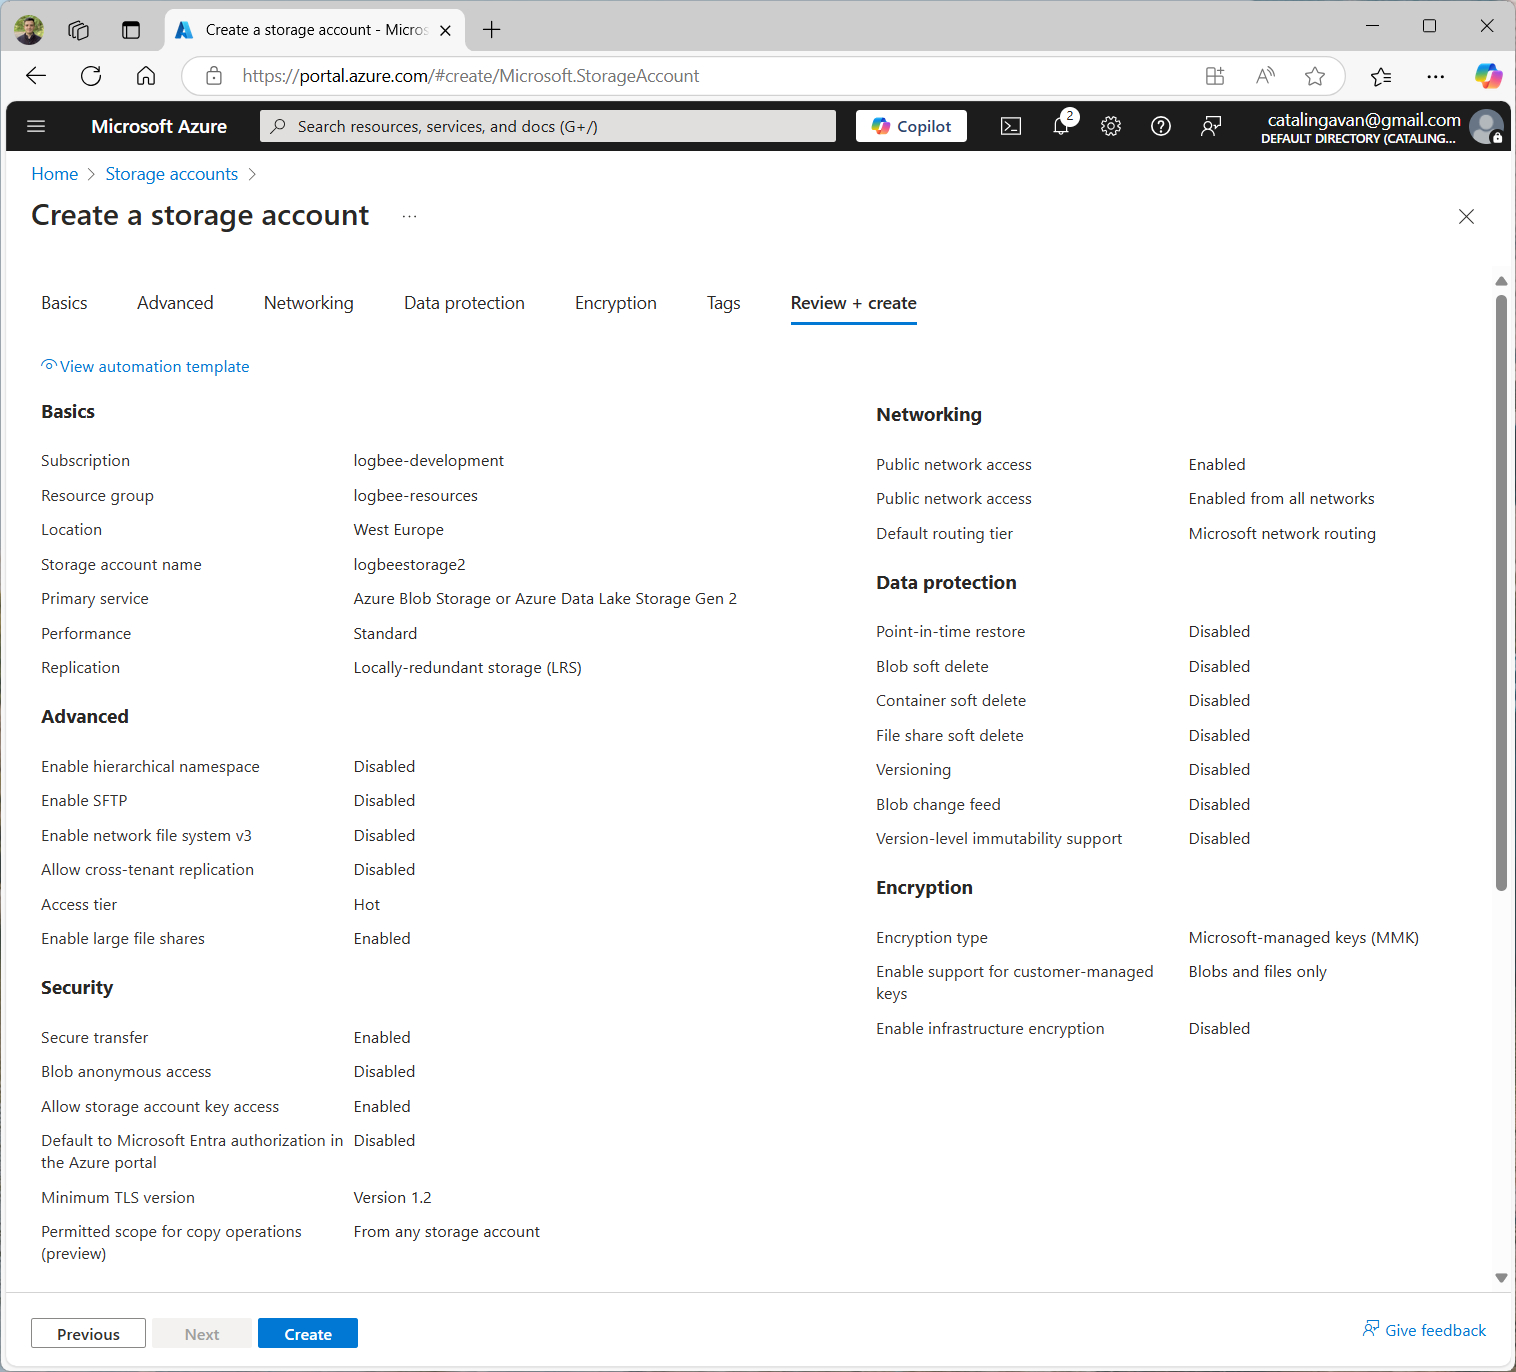 Create a storage account - Micros
https://portal.azure.com/#create/Microsoft.StorageAccount
Microsoft Azure
Search resources, services, and docs (G+/)
Copilot
2
catalingavan@gmail.com
DEFAULT DIRECTORY (CATALING...
Home > Storage accounts >
Create a storage account ...
Basics Advanced Networking Data protection Encryption Tags Review + create
View automation template
Basics
Subscription logbee-development
Resource group logbee-resources
Location West Europe
Storage account name logbeestorage2
Primary service Azure Blob Storage or Azure Data Lake Storage Gen 2
Performance Standard
Replication Locally-redundant storage (LRS)
Advanced
Enable hierarchical namespace Disabled
Enable SFTP Disabled
Enable network file system v3 Disabled
Allow cross-tenant replication Disabled
Access tier Hot
Enable large file shares Enabled
Security
Secure transfer Enabled
Blob anonymous access Disabled
Allow storage account key access Enabled
Default to Microsoft Entra authorization in Disabled
the Azure portal
Minimum TLS version Version 1.2
Permitted scope for copy operations From any storage account
(preview)
Networking
Public network access Enabled
Public network access Enabled from all networks
Default routing tier Microsoft network routing
Data protection
Point-in-time restore Disabled
Blob soft delete Disabled
Container soft delete Disabled
File share soft delete Disabled
Versioning Disabled
Blob change feed Disabled
Version-level immutability support Disabled
Encryption
Encryption type Microsoft-managed keys (MMK)
Enable support for customer-managed Blobs and files only
keys
Enable infrastructure encryption Disabled
Previous Next Create
Give feedback